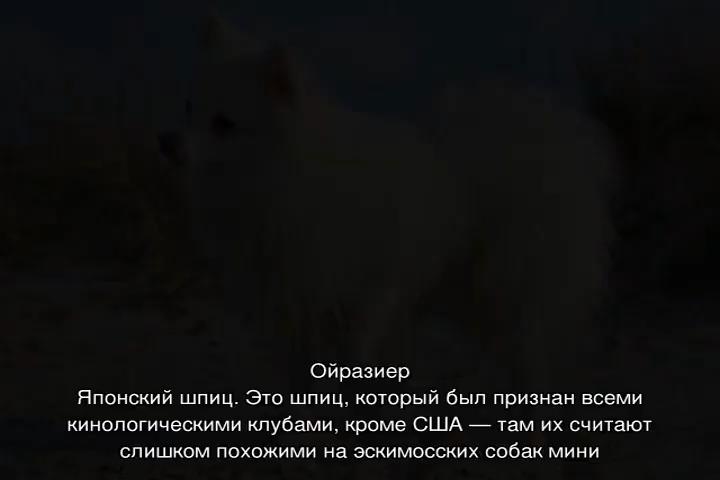 Ойразиер
Японский шпиц. Это шпиц, который был признан всеми
кинологическими клубами, кроме США — там их считают
слишком похожими на эскимосских собак мини